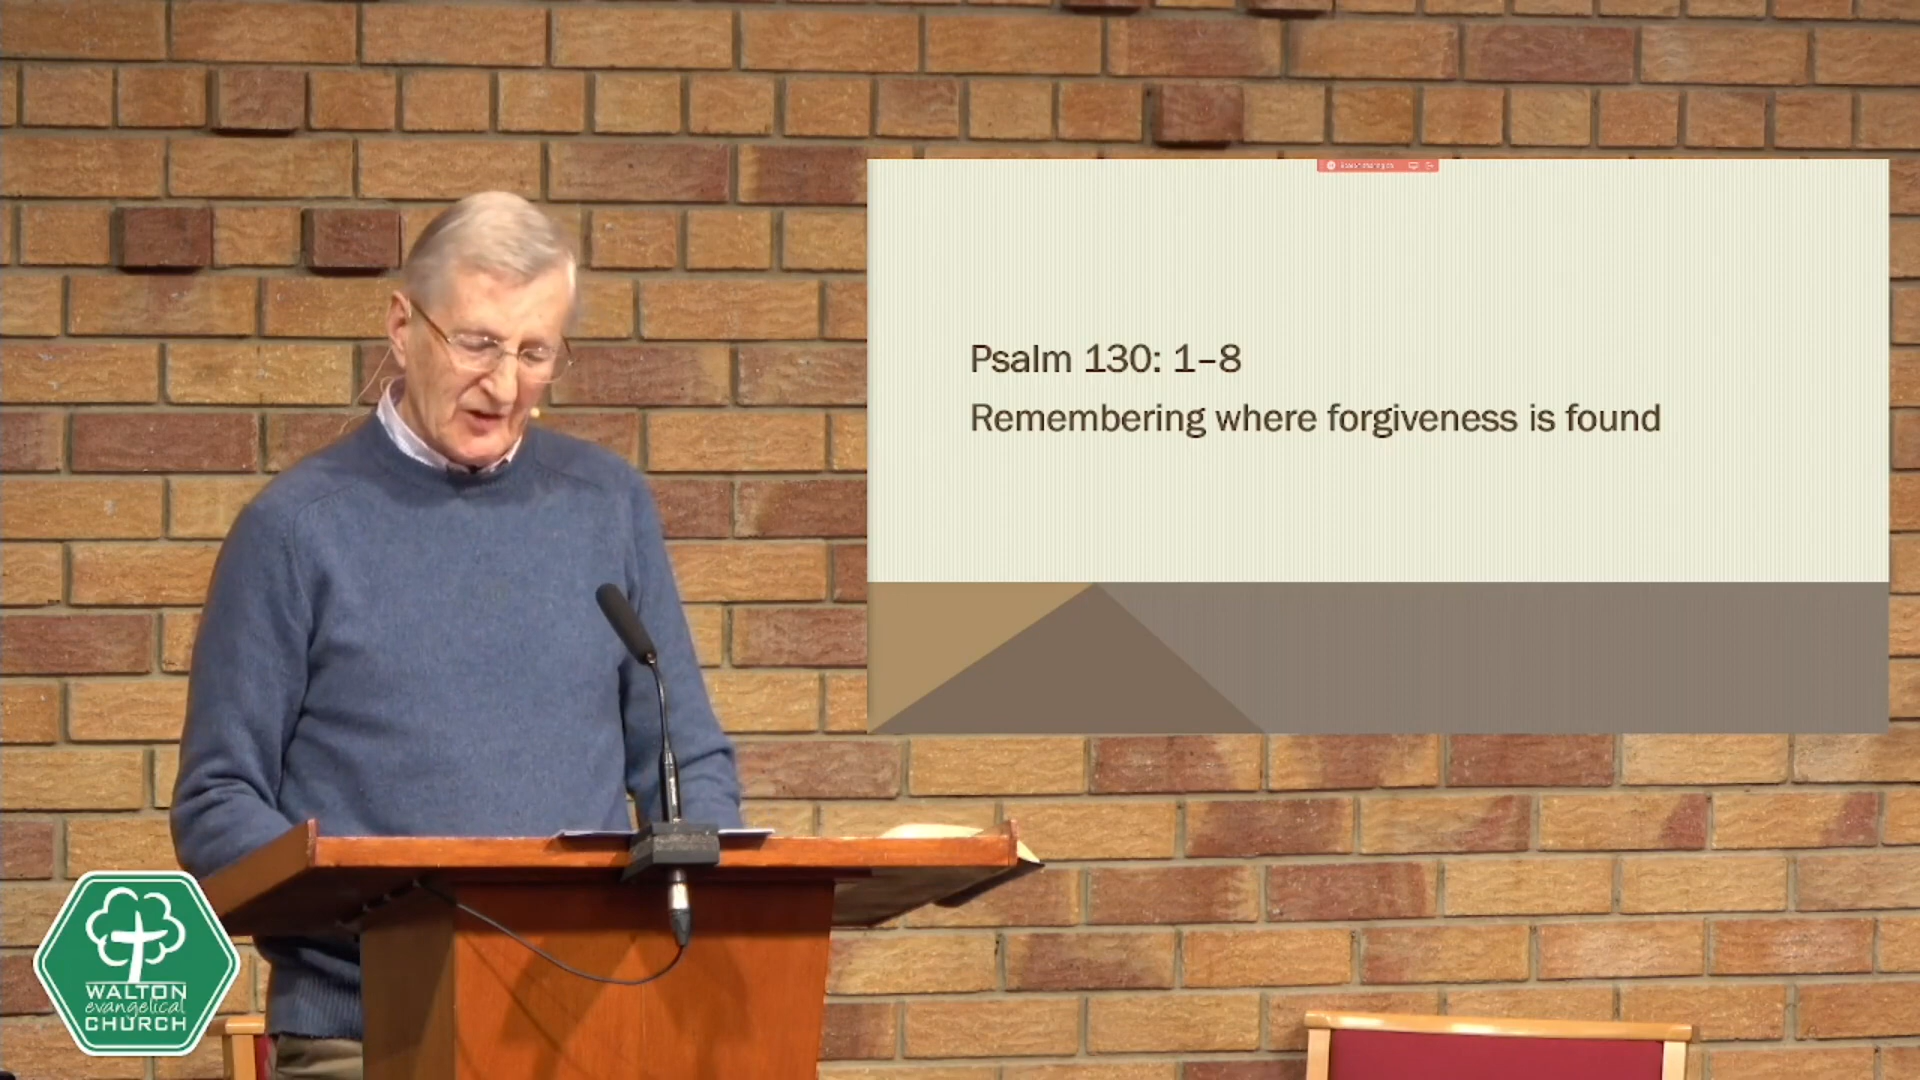 Psalm 130: 1–8
Remembering where forgiveness is found
WALTON
evangelical
CHURCH